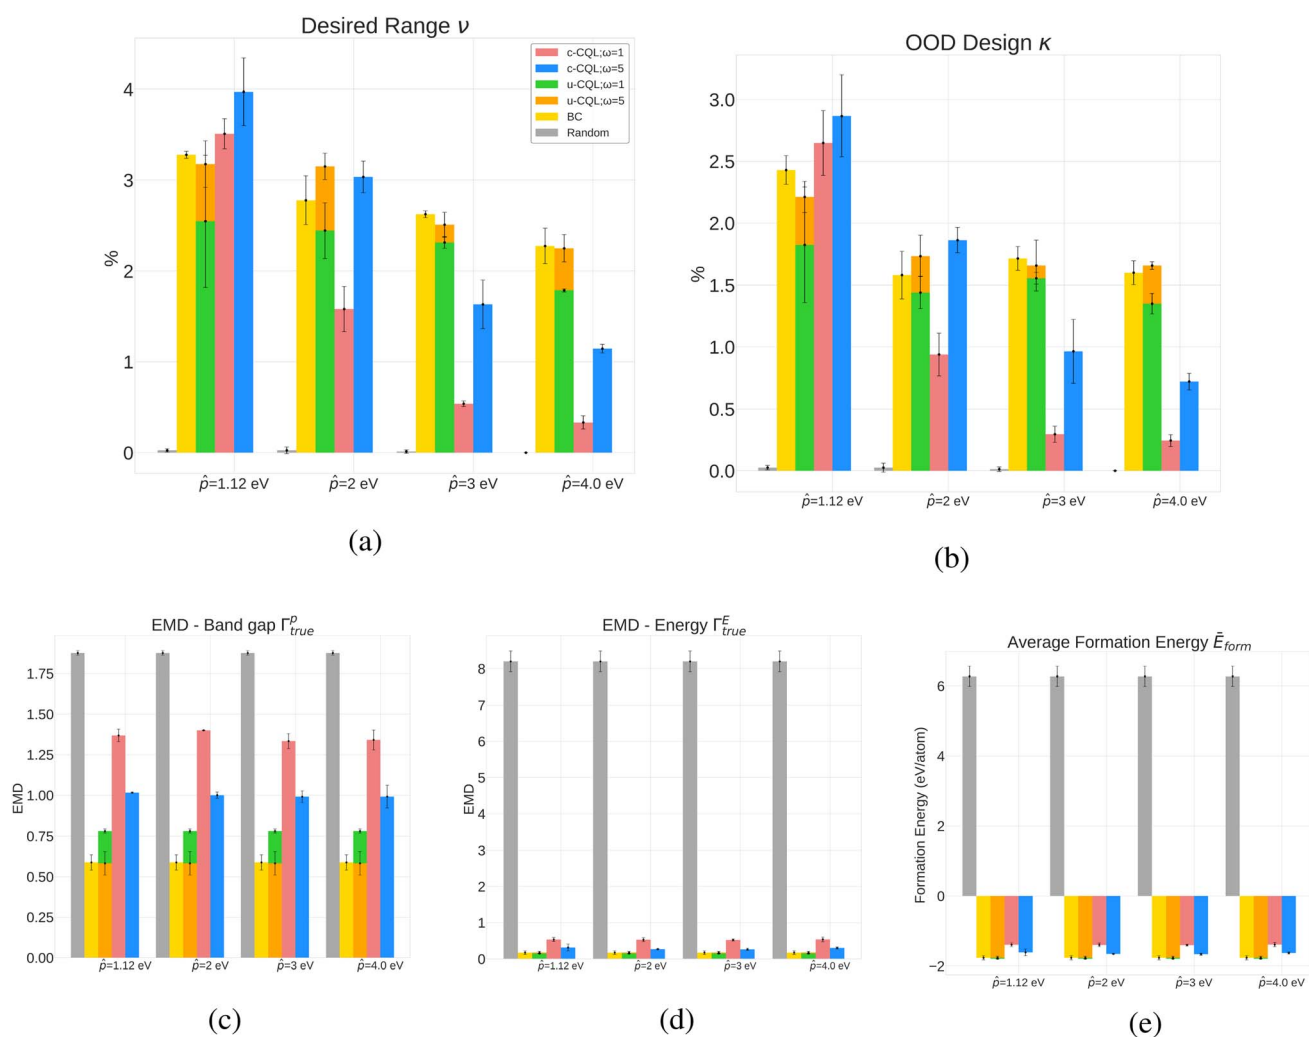 Desired Range ν
c-CQL;ω=1
c-CQL;ω=5
u-CQL;ω=1
u-CQL;ω=5
BC
Random
4
3
2
1
0
%
p̂=1.12 eV
p̂=2 eV
p̂=3 eV
p̂=4.0 eV
(a)
OOD Design κ
3.0
2.5
2.0
1.5
1.0
0.5
0.0
%
p̂=1.12 eV
p̂=2 eV
p̂=3 eV
p̂=4.0 eV
(b)
EMD - Band gap Γᵖtrue
1.75
1.50
1.25
1.00
0.75
0.50
0.25
0.00
EMD
p̂=1.12 eV
p̂=2 eV
p̂=3 eV
p̂=4.0 eV
(c)
EMD - Energy Γᴱtrue
8
7
6
5
4
3
2
1
0
EMD
p̂=1.12 eV
p̂=2 eV
p̂=3 eV
p̂=4.0 eV
(d)
Average Formation Energy Ēform
6
4
2
0
−2
Formation Energy (eV/atom)
p̂=1.12 eV
p̂=2 eV
p̂=3 eV
p̂=4.0 eV
(e)